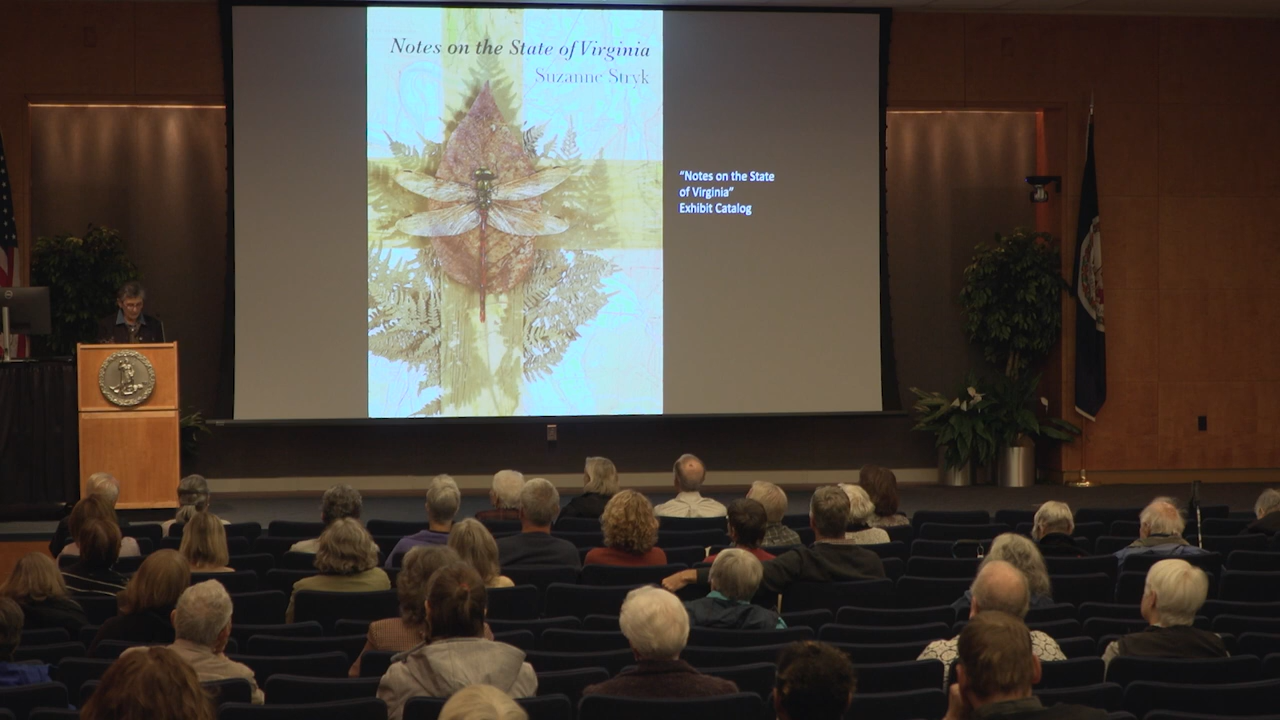 Notes on the State of Virginia
Suzanne Stryk
“Notes on the State
of Virginia”
Exhibit Catalog